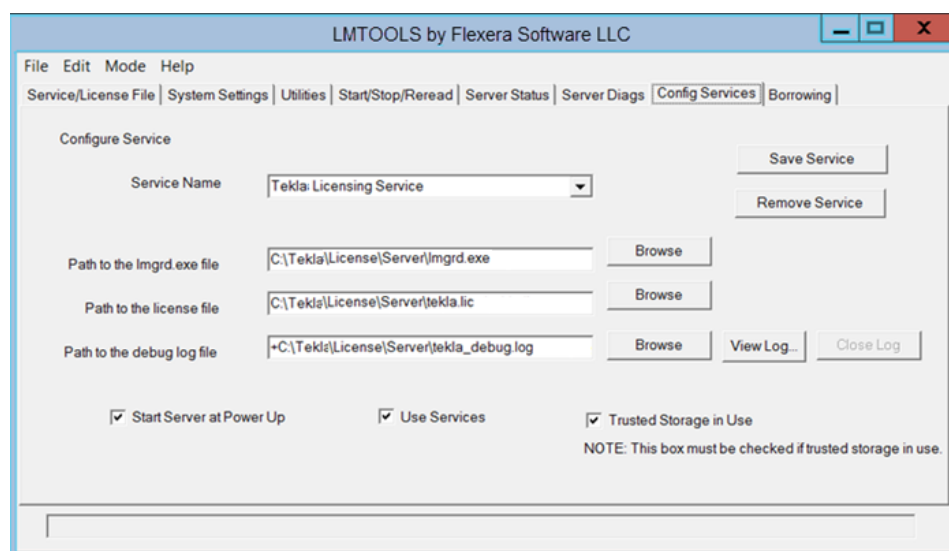 LMTOOLS by Flexera Software LLC
File Edit Mode Help
Service/License File System Settings Utilities Start/Stop/Reread Server Status Server Diags Config Services Borrowing
Configure Service
Save Service
Service Name Tekla Licensing Service
Remove Service
Path to the lmgrd.exe file C:\Tekla\License\Server\lmgrd.exe Browse
Path to the license file C:\Tekla\License\Server\tekla.lic Browse
Path to the debug log file +C:\Tekla\License\Server\tekla_debug.log Browse View Log... Close Log
Start Server at Power Up Use Services Trusted Storage in Use
NOTE: This box must be checked if trusted storage in use.